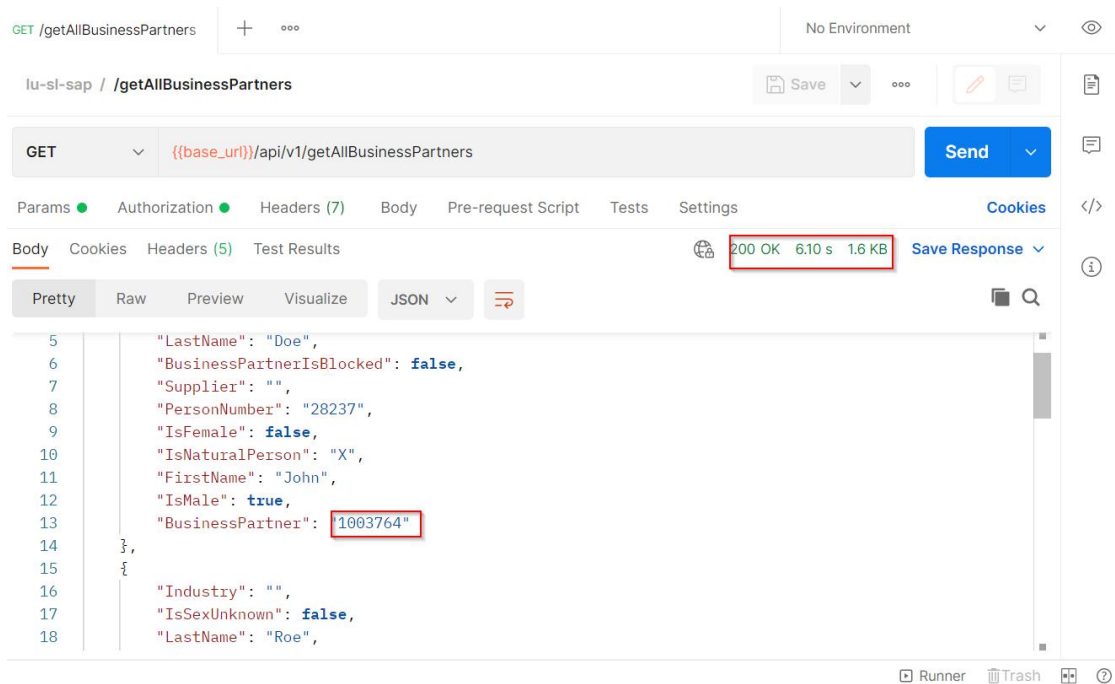 GET /getAllBusinessPartners
No Environment
lu-sl-sap / /getAllBusinessPartners
Save
GET {{base_url}}/api/v1/getAllBusinessPartners Send
Params Authorization Headers (7) Body Pre-request Script Tests Settings Cookies
Body Cookies Headers (5) Test Results 200 OK 6.10 s 1.6 KB Save Response
Pretty Raw Preview Visualize JSON
5 "LastName": "Doe",
6 "BusinessPartnerIsBlocked": false,
7 "Supplier": "",
8 "PersonNumber": "28237",
9 "IsFemale": false,
10 "IsNaturalPerson": "X",
11 "FirstName": "John",
12 "IsMale": true,
13 "BusinessPartner": "1003764"
14 },
15 {
16 "Industry": "",
17 "IsSexUnknown": false,
18 "LastName": "Roe",
Runner Trash